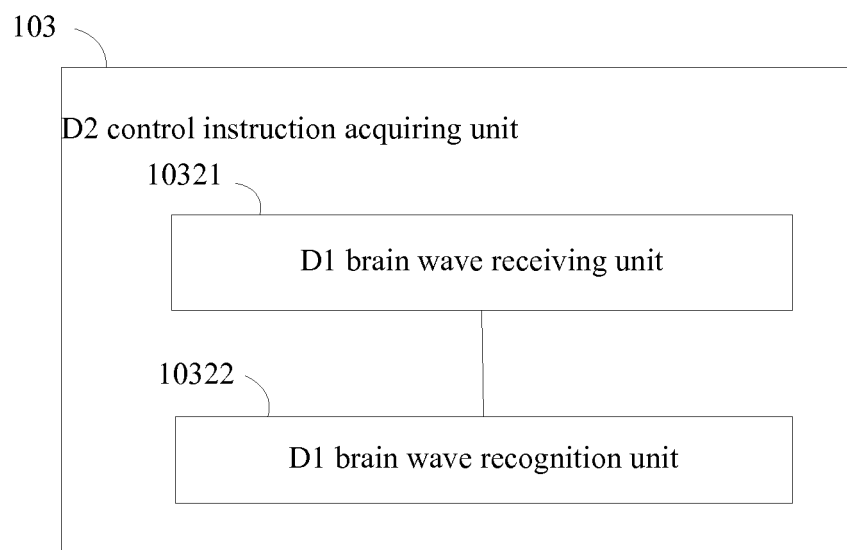 103
D2 control instruction acquiring unit
10321
D1 brain wave receiving unit
10322
D1 brain wave recognition unit